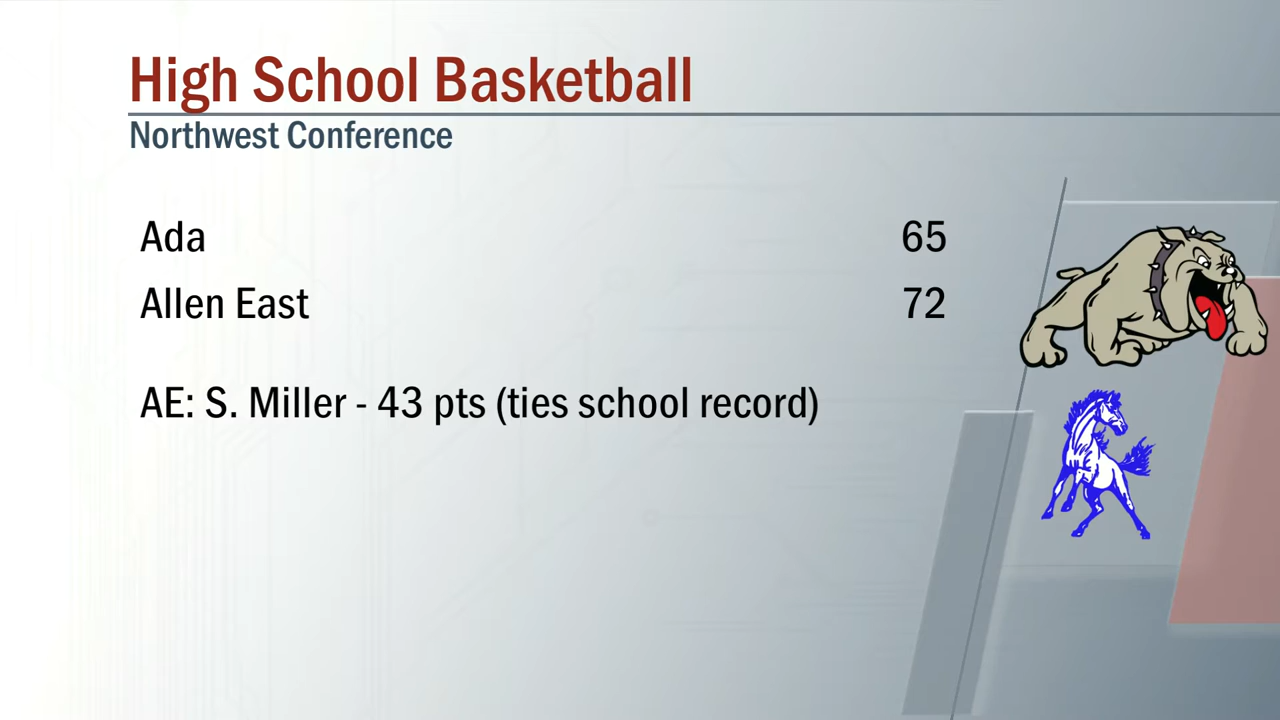 High School Basketball
Northwest Conference
Ada 65
Allen East 72
AE: S. Miller - 43 pts (ties school record)